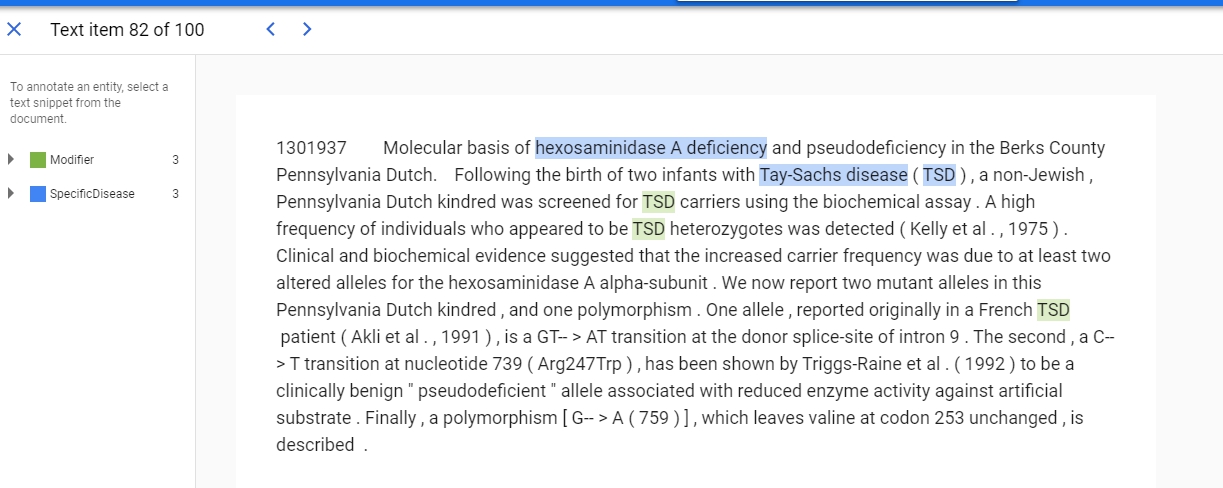 Text item 82 of 100
To annotate an entity, select a
text snippet from the
document.
Modifier 3
SpecificDisease 3
1301937 Molecular basis of hexosaminidase A deficiency and pseudodeficiency in the Berks County
Pennsylvania Dutch. Following the birth of two infants with Tay-Sachs disease ( TSD ) , a non-Jewish ,
Pennsylvania Dutch kindred was screened for TSD carriers using the biochemical assay . A high
frequency of individuals who appeared to be TSD heterozygotes was detected ( Kelly et al . , 1975 ) .
Clinical and biochemical evidence suggested that the increased carrier frequency was due to at least two
altered alleles for the hexosaminidase A alpha-subunit . We now report two mutant alleles in this
Pennsylvania Dutch kindred , and one polymorphism . One allele , reported originally in a French TSD
patient ( Akli et al . , 1991 ) , is a GT-- > AT transition at the donor splice-site of intron 9 . The second , a C--
> T transition at nucleotide 739 ( Arg247Trp ) , has been shown by Triggs-Raine et al . ( 1992 ) to be a
clinically benign " pseudodeficient " allele associated with reduced enzyme activity against artificial
substrate . Finally , a polymorphism [ G-- > A ( 759 ) ] , which leaves valine at codon 253 unchanged , is
described .